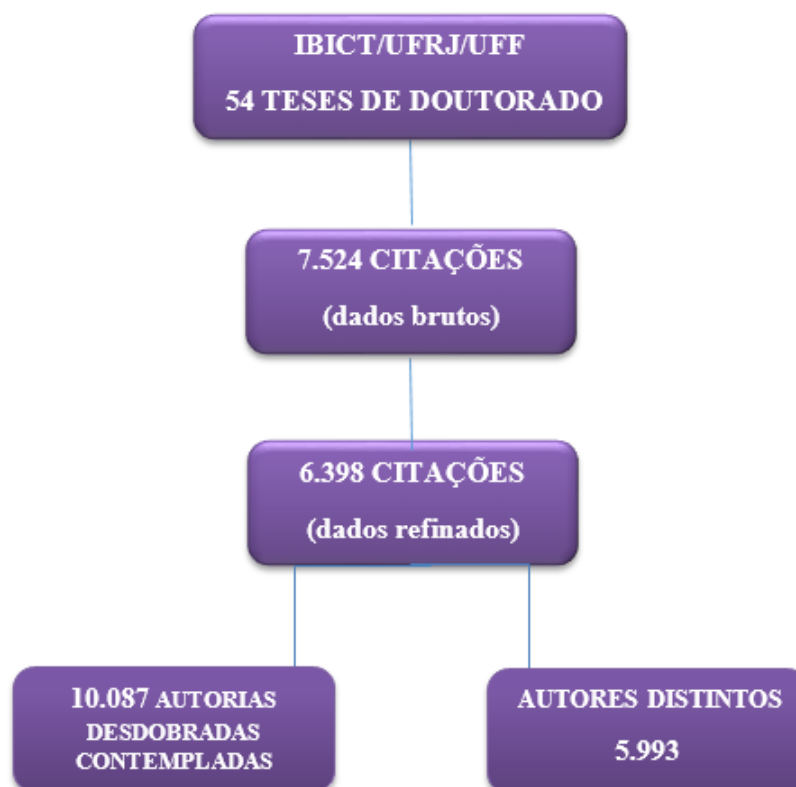 IBICT/UFRJ/UFF
54 TESES DE DOUTORADO
7.524 CITAÇÕES
(dados brutos)
6.398 CITAÇÕES
(dados refinados)
10.087 AUTORIAS
DESDOBRADAS
CONTEMPLADAS
AUTORES DISTINTOS
5.993